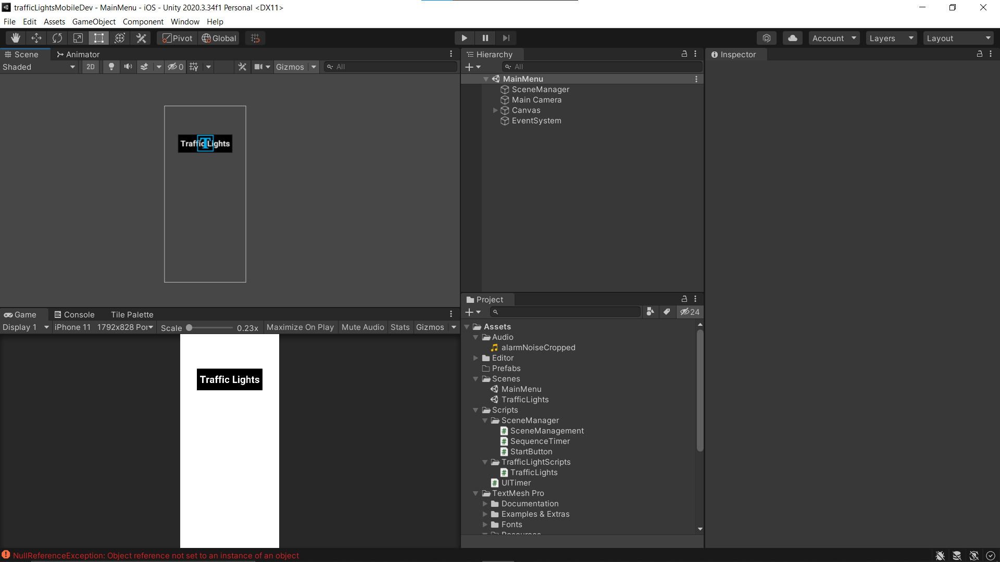 trafficLightsMobileDev - MainMenu - iOS - Unity 2020.3.34f1 Personal <DX11>
File Edit Assets GameObject Component Window Help
Pivot Global Account Layers Layout
Scene Animator
Shaded 2D 0 Gizmos All
Traffic Lights
Hierarchy
All
MainMenu
SceneManager
Main Camera
Canvas
EventSystem
Inspector
Game Console Tile Palette
Display 1 iPhone 11 1792x828 Por Scale 0.23x Maximize On Play Mute Audio Stats Gizmos
Traffic Lights
Project
24
Assets
Audio
alarmNoiseCropped
Editor
Prefabs
Scenes
MainMenu
TrafficLights
Scripts
SceneManager
SceneManagement
SequenceTimer
StartButton
TrafficLightScripts
TrafficLights
UITimer
TextMesh Pro
Documentation
Examples & Extras
Fonts
Resources
NullReferenceException: Object reference not set to an instance of an object